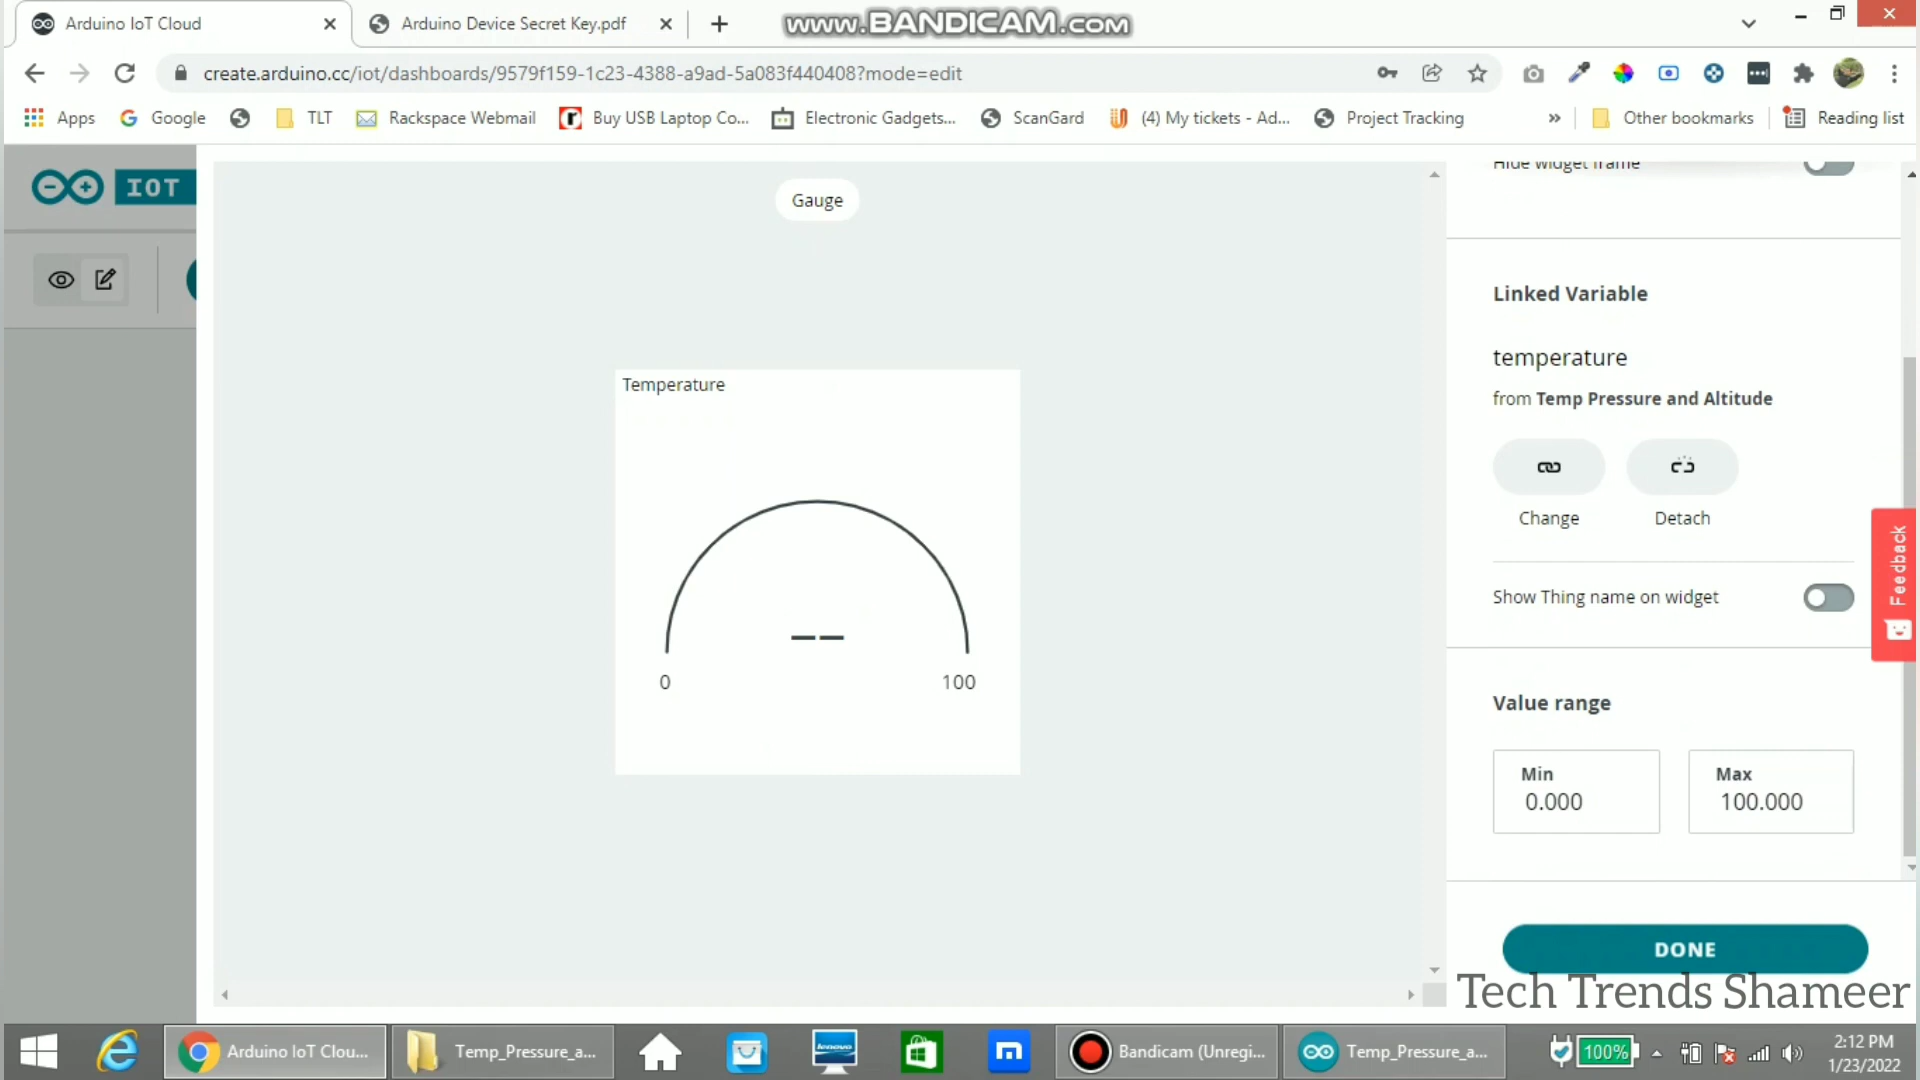 Arduino IoT Cloud
Arduino Device Secret Key.pdf
www.BANDICAM.com
create.arduino.cc/iot/dashboards/9579f159-1c23-4388-a9ad-5a083f440408?mode=edit
Apps
Google
TLT
Rackspace Webmail
Buy USB Laptop Co...
Electronic Gadgets...
ScanGard
(4) My tickets - Ad...
Project Tracking
»
Other bookmarks
Reading list
IOT
Gauge
Hide widget frame
Linked Variable
temperature
from Temp Pressure and Altitude
Change
Detach
Show Thing name on widget
Feedback
Temperature
--
0
100
Value range
Min
0.000
Max
100.000
DONE
Tech Trends Shameer
Arduino IoT Clou...
Temp_Pressure_a...
lenovo
Bandicam (Unregi...
Temp_Pressure_a...
100%
2:12 PM
1/23/2022